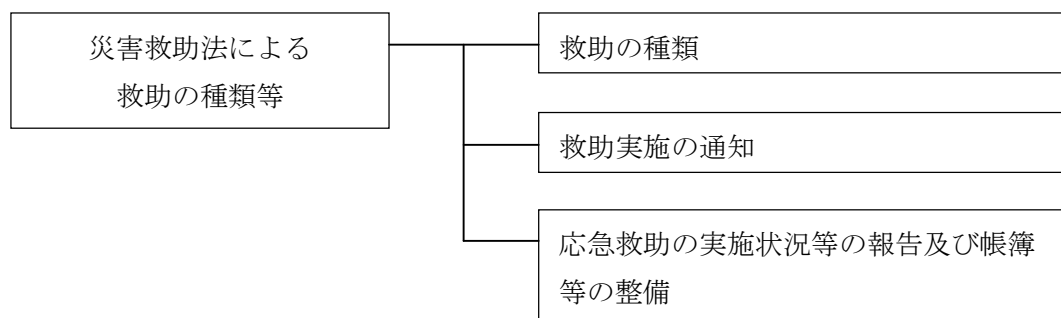 災害救助法による
救助の種類等
救助の種類
救助実施の通知
応急救助の実施状況等の報告及び帳簿
等の整備